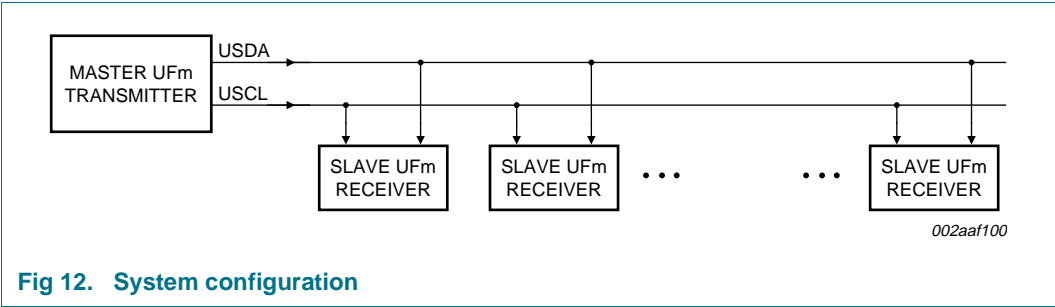 USDA
MASTER UFm
TRANSMITTER
USCL
SLAVE UFm
RECEIVER
SLAVE UFm
RECEIVER
SLAVE UFm
RECEIVER
002aaf100
Fig 12. System configuration